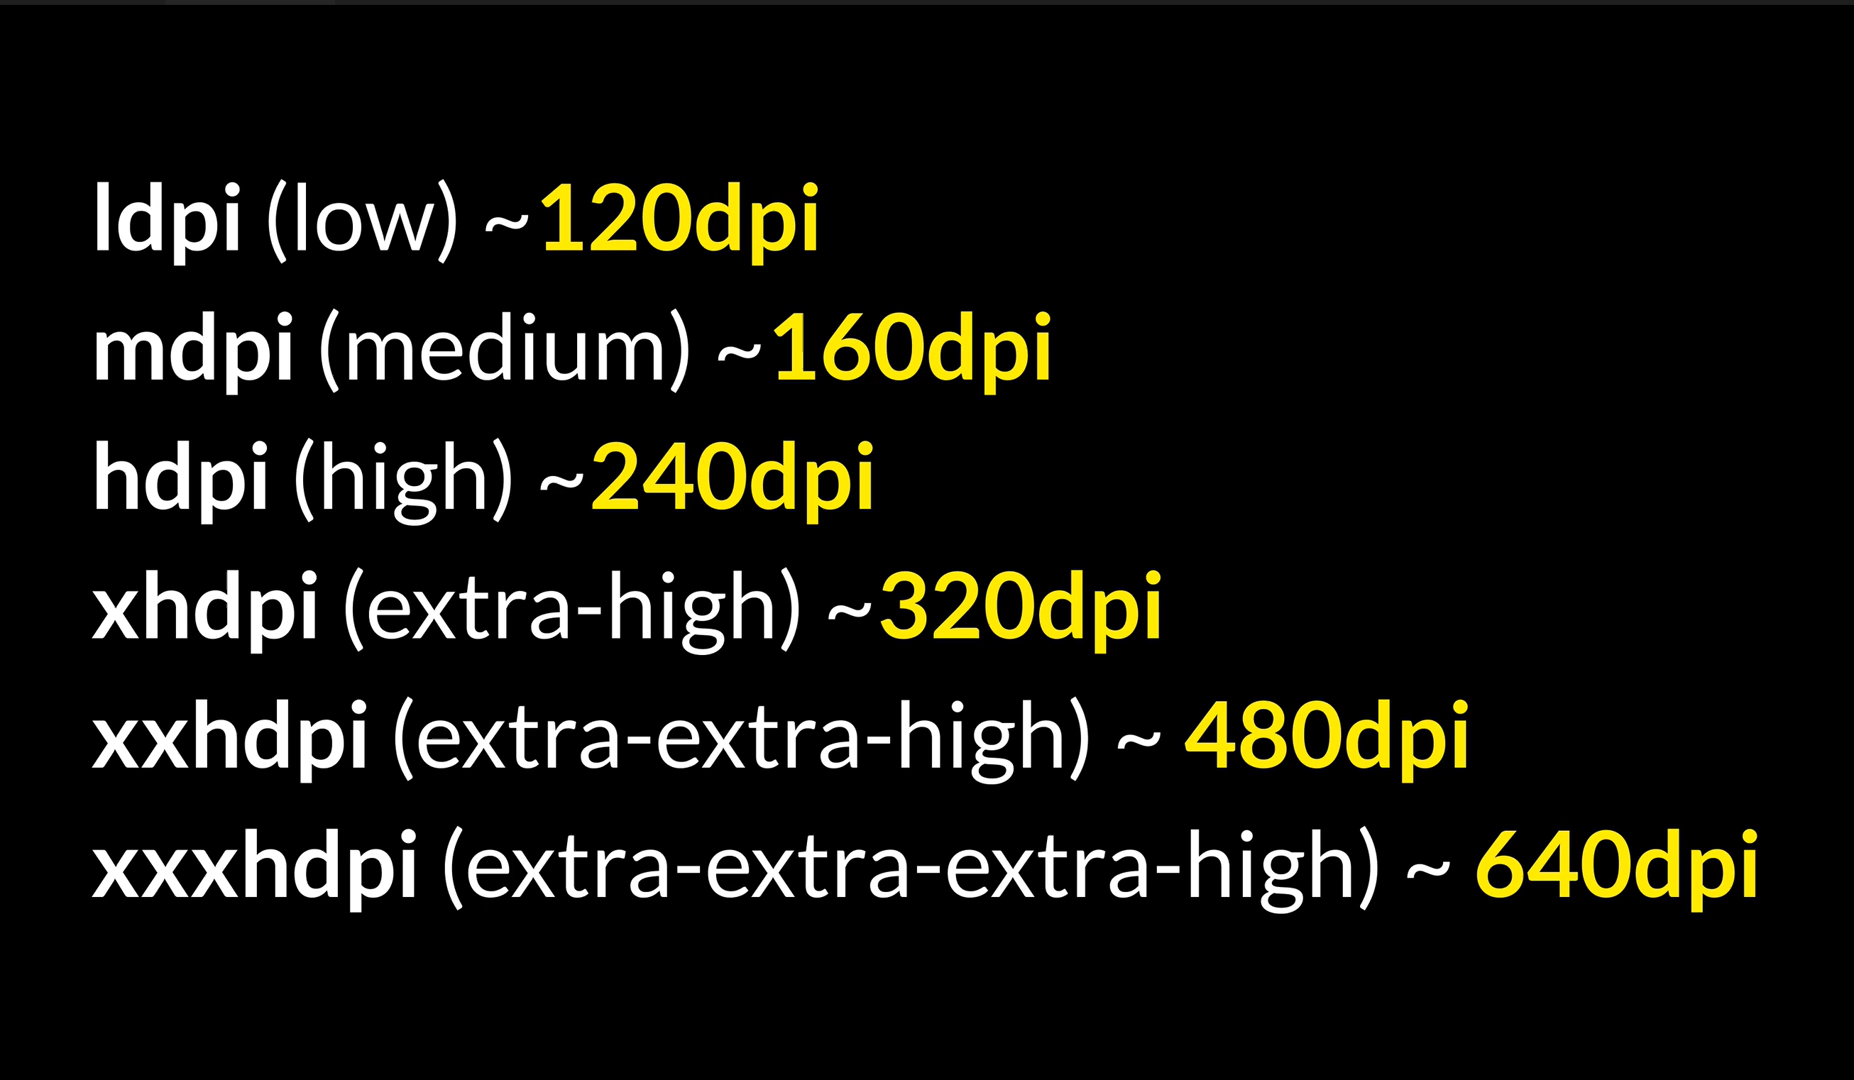 ldpi (low) ~120dpi
mdpi (medium) ~160dpi
hdpi (high) ~240dpi
xhdpi (extra-high) ~320dpi
xxhdpi (extra-extra-high) ~ 480dpi
xxxhdpi (extra-extra-extra-high) ~ 640dpi